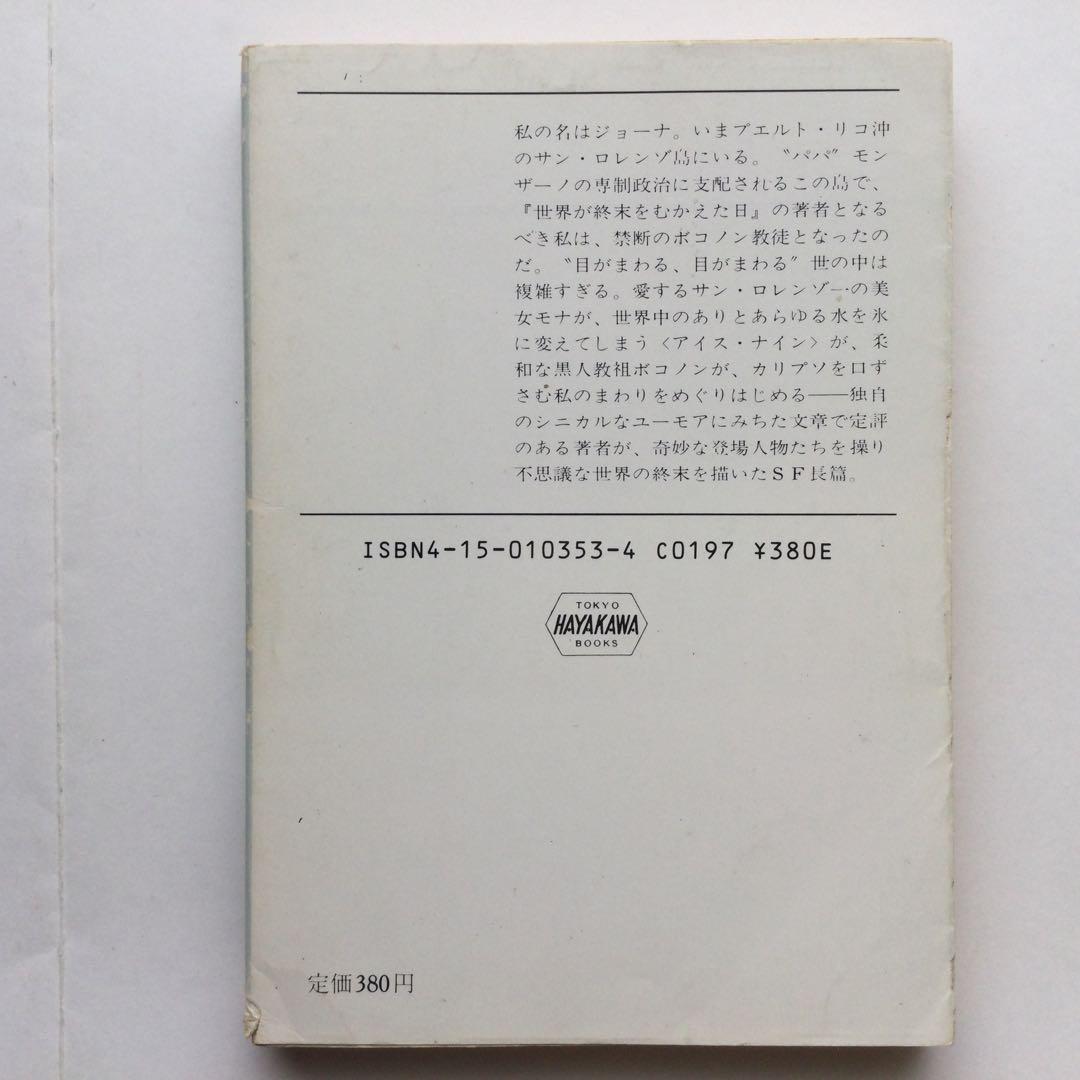 私の名はジョーナ。いまプエルト・リコ沖
のサン・ロレンゾ島にいる。〝パパ〟モン
ザーノの専制政治に支配されるこの島で、
『世界が終末をむかえた日』の著者となる
べき私は、禁断のボコノン教徒となったの
だ。〝目がまわる、目がまわる〟世の中は
複雑すぎる。愛するサン・ロレンゾ一の美
女モナが、世界中のありとあらゆる水を氷
に変えてしまう〈アイス・ナイン〉が、柔
和な黒人教祖ボコノンが、カリプソを口ず
さむ私のまわりをめぐりはじめる――独自
のシニカルなユーモアにみちた文章で定評
のある著者が、奇妙な登場人物たちを操り
不思議な世界の終末を描いたSF長篇。
ISBN4-15-010353-4 C0197 ¥380E
TOKYO
HAYAKAWA
BOOKS
定価380円